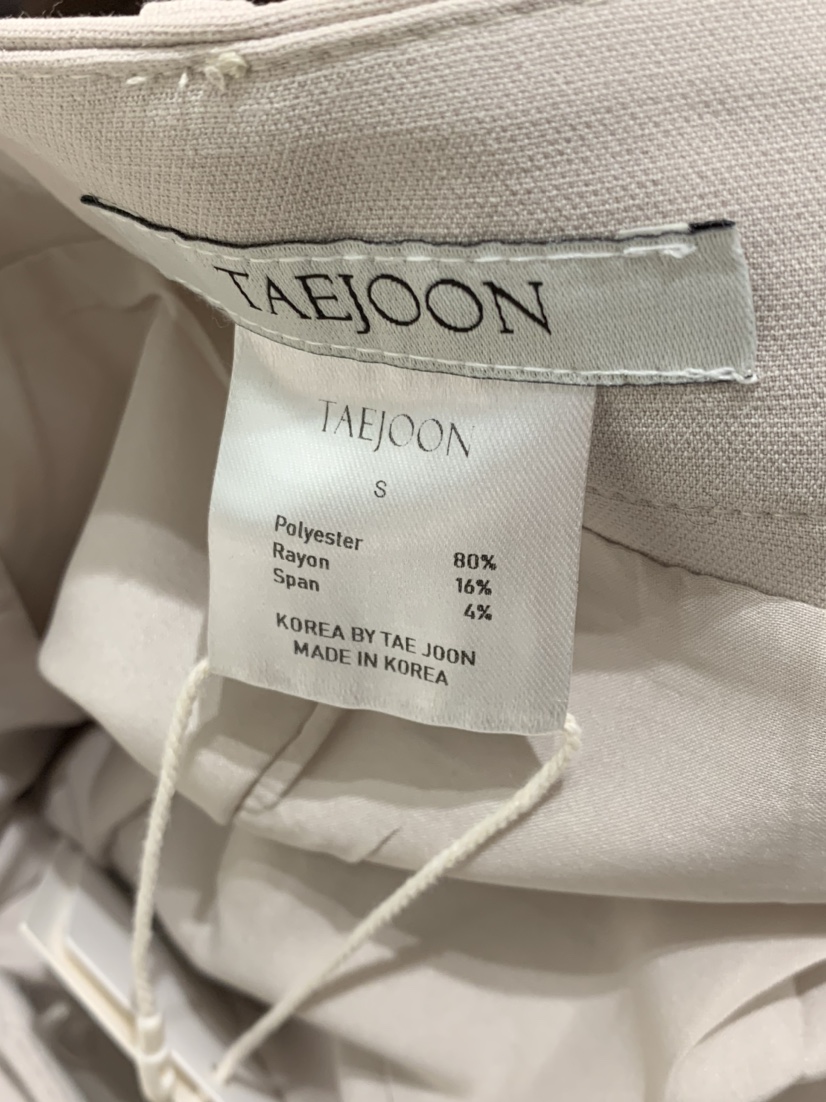 TAEJOON
TAEJOON
S
Polyester 80%
Rayon 16%
Span 4%
KOREA BY TAE JOON
MADE IN KOREA